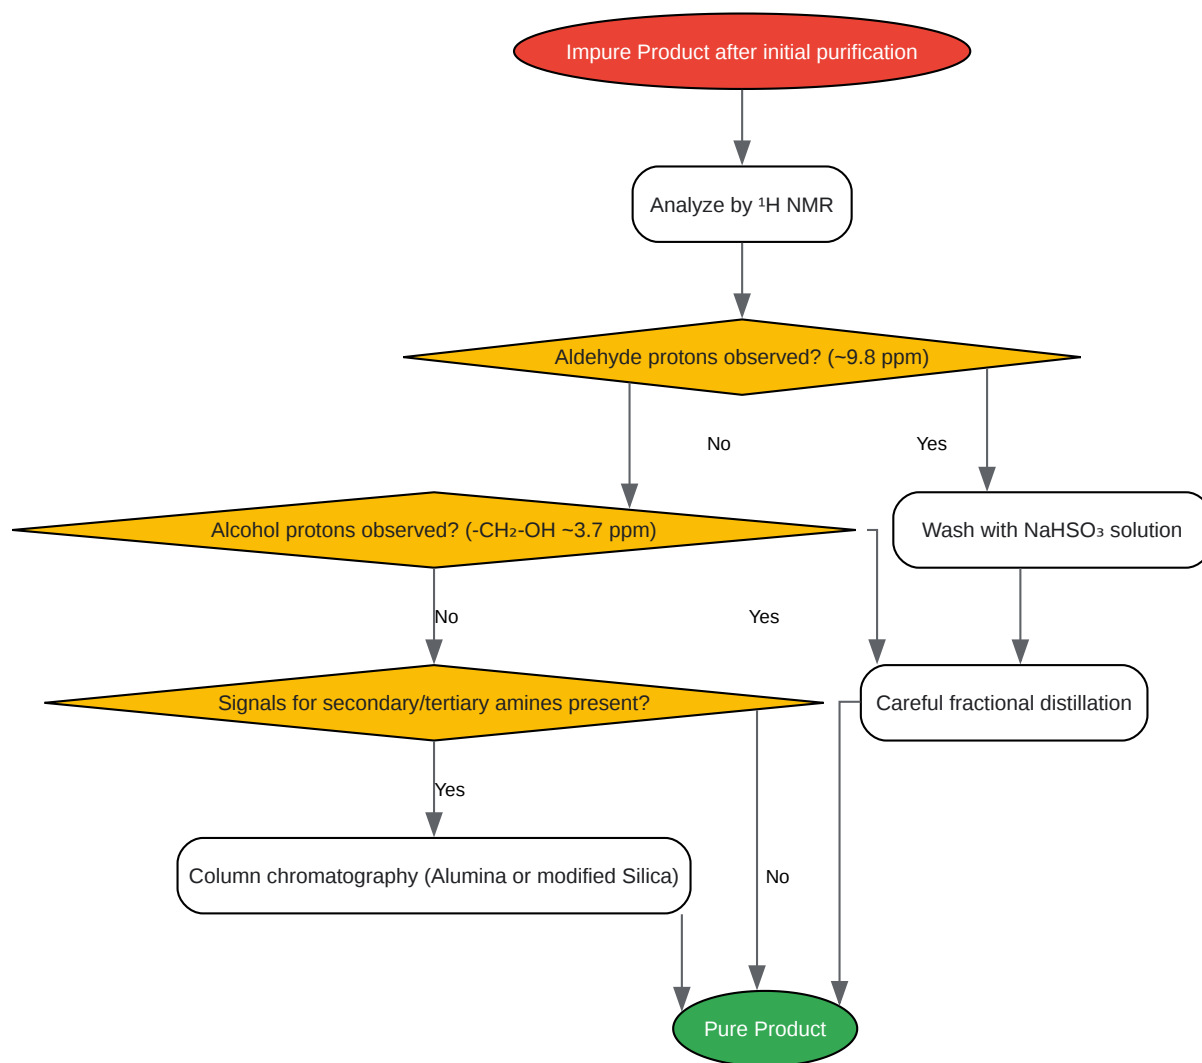 Impure Product after initial purification
Analyze by ¹H NMR
Aldehyde protons observed? (~9.8 ppm)
No
Yes
Alcohol protons observed? (-CH₂-OH ~3.7 ppm)
Wash with NaHSO₃ solution
No
Yes
Signals for secondary/tertiary amines present?
Careful fractional distillation
Yes
Column chromatography (Alumina or modified Silica)
No
Pure Product